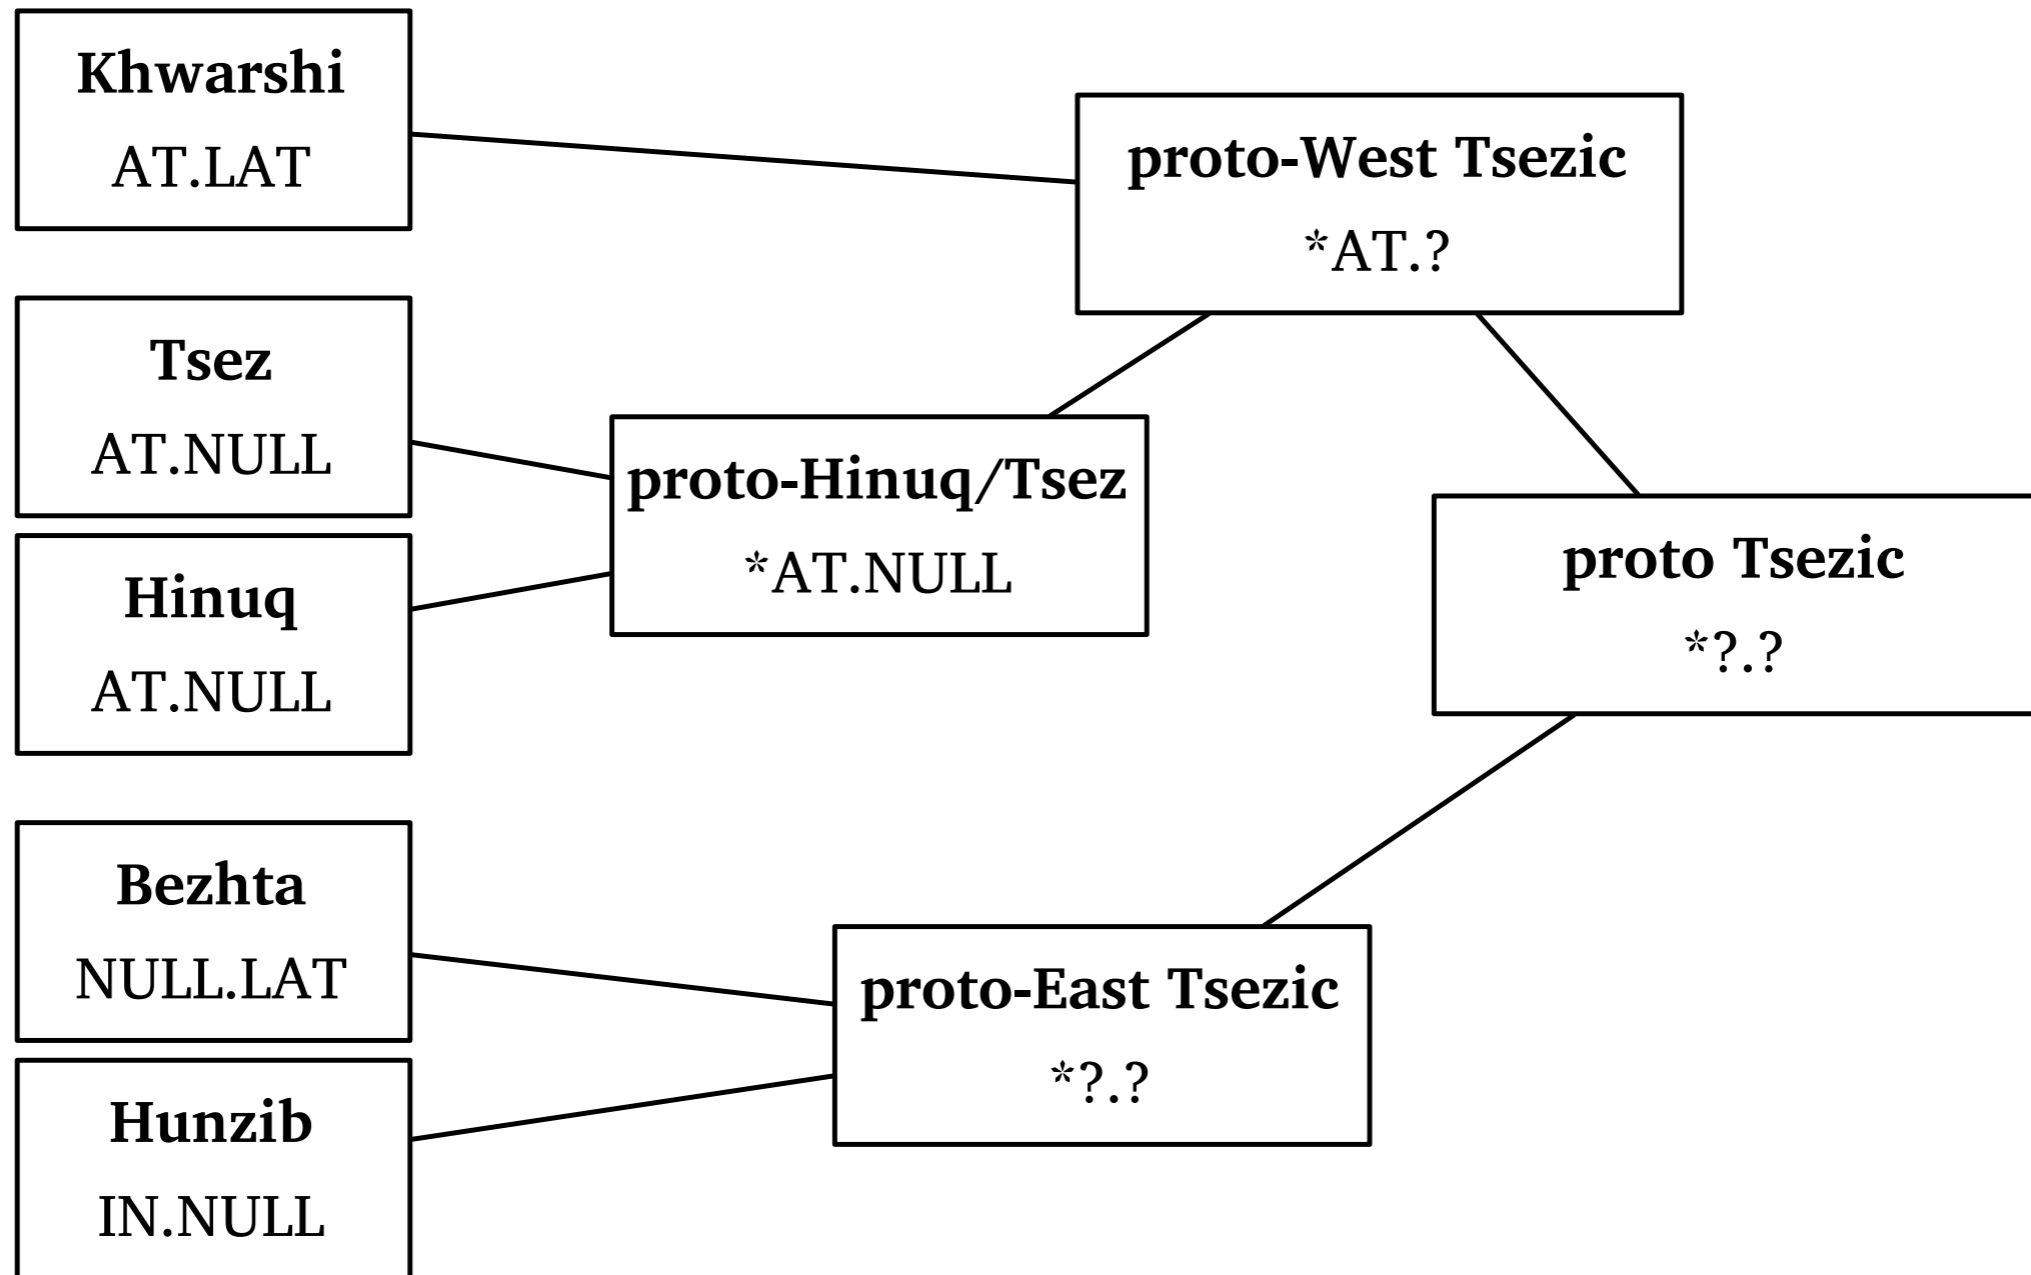 Khwarshi
AT.LAT
proto-West Tsezic
*AT.?
Tsez
AT.NULL
proto-Hinuq/Tsez
*AT.NULL
Hinuq
AT.NULL
proto Tsezic
*?.?
Bezhta
NULL.LAT
proto-East Tsezic
*?.?
Hunzib
IN.NULL